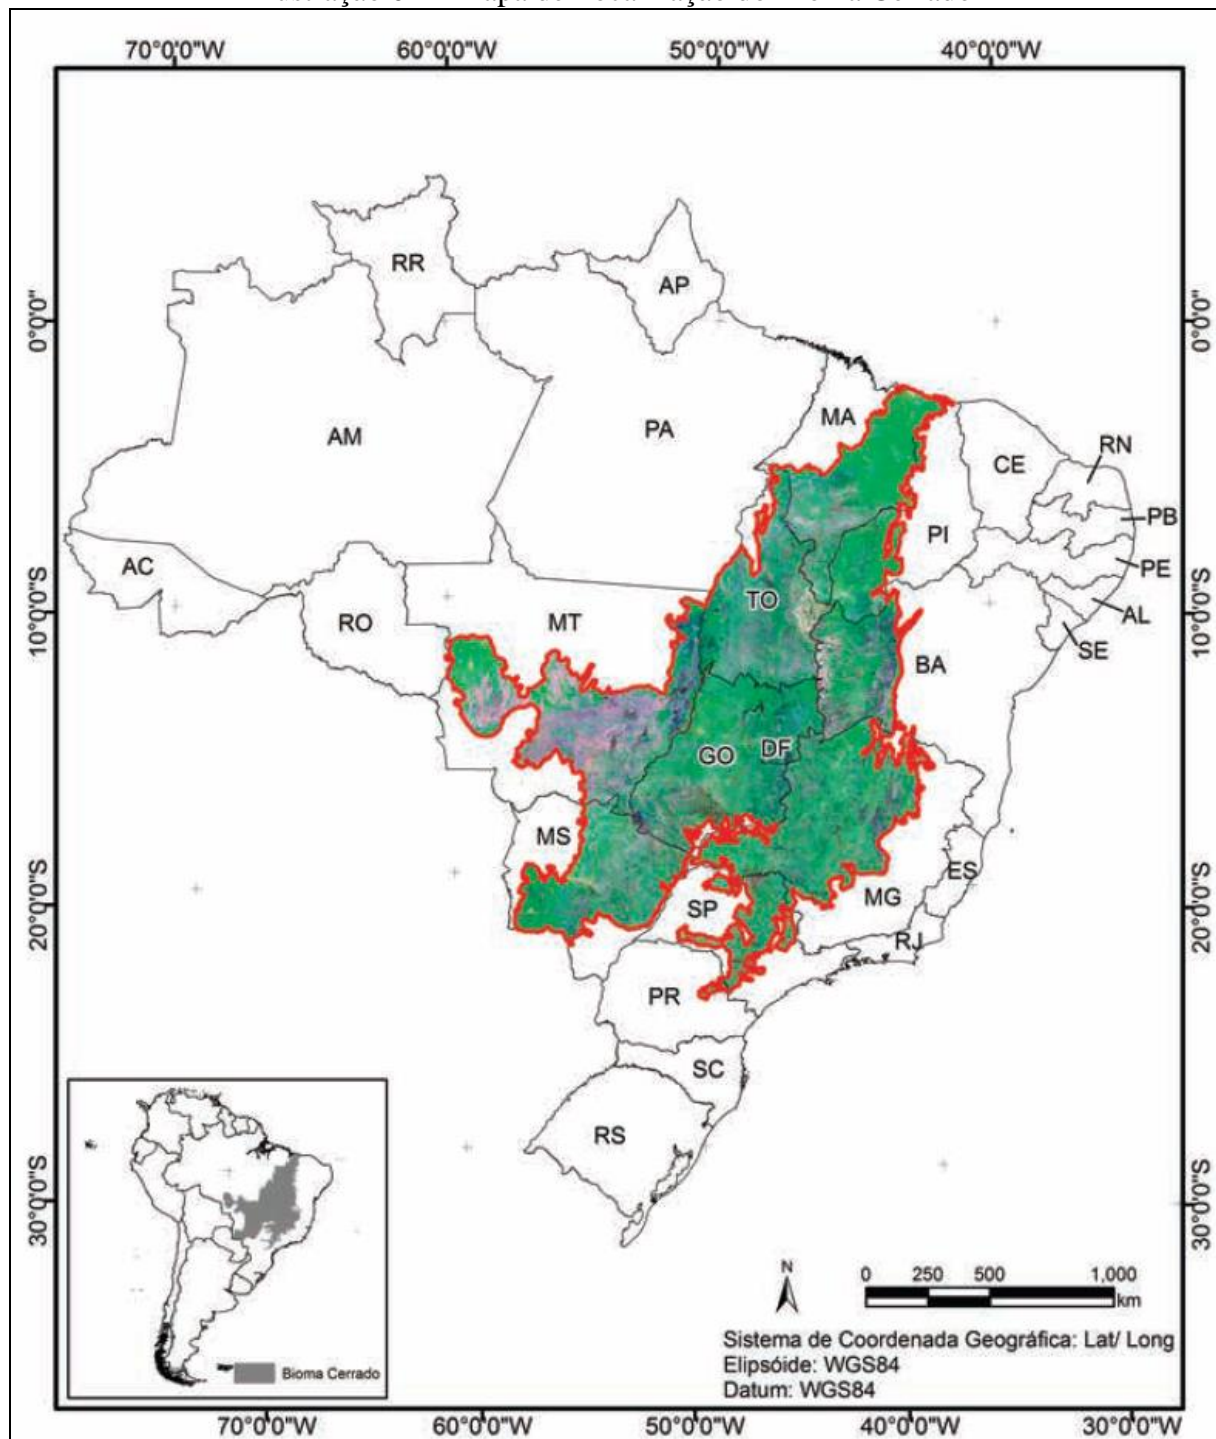 70°0'0"W 60°0'0"W 50°0'0"W 40°0'0"W
RR
AP
0°0'0" 0°0'0"
MA
AM
PA
CE
RN
PB
PI
PE
AC
TO
10°0'0"S 10°0'0"S
RO
MT
AL
SE
BA
GO
DF
MS
ES
MG
20°0'0"S 20°0'0"S
SP
RJ
PR
SC
RS
30°0'0"S 30°0'0"S
Bioma Cerrado
N
0 250 500 1,000
km
Sistema de Coordenada Geográfica: Lat/ Long
Elipsóide: WGS84
Datum: WGS84
70°0'0"W 60°0'0"W 50°0'0"W 40°0'0"W 30°0'0"W